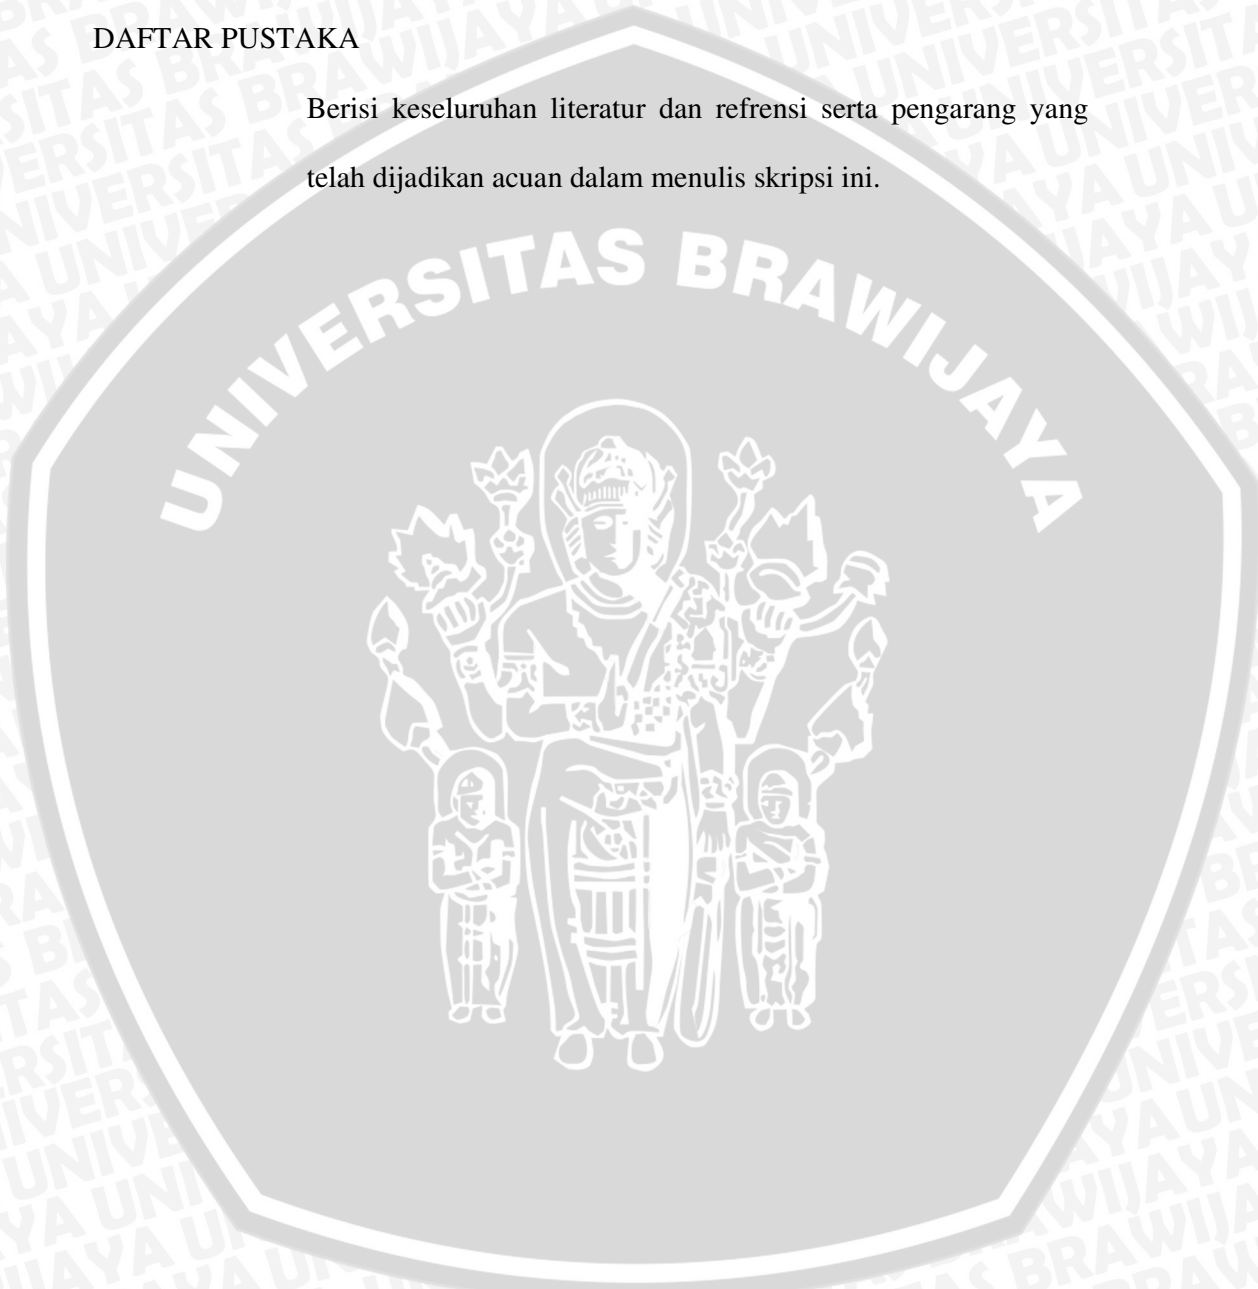 DAFTAR PUSTAKA
Berisi keseluruhan literatur dan refrensi serta pengarang yang
telah dijadikan acuan dalam menulis skripsi ini.
UNIVERSITAS BRAWIJAYA